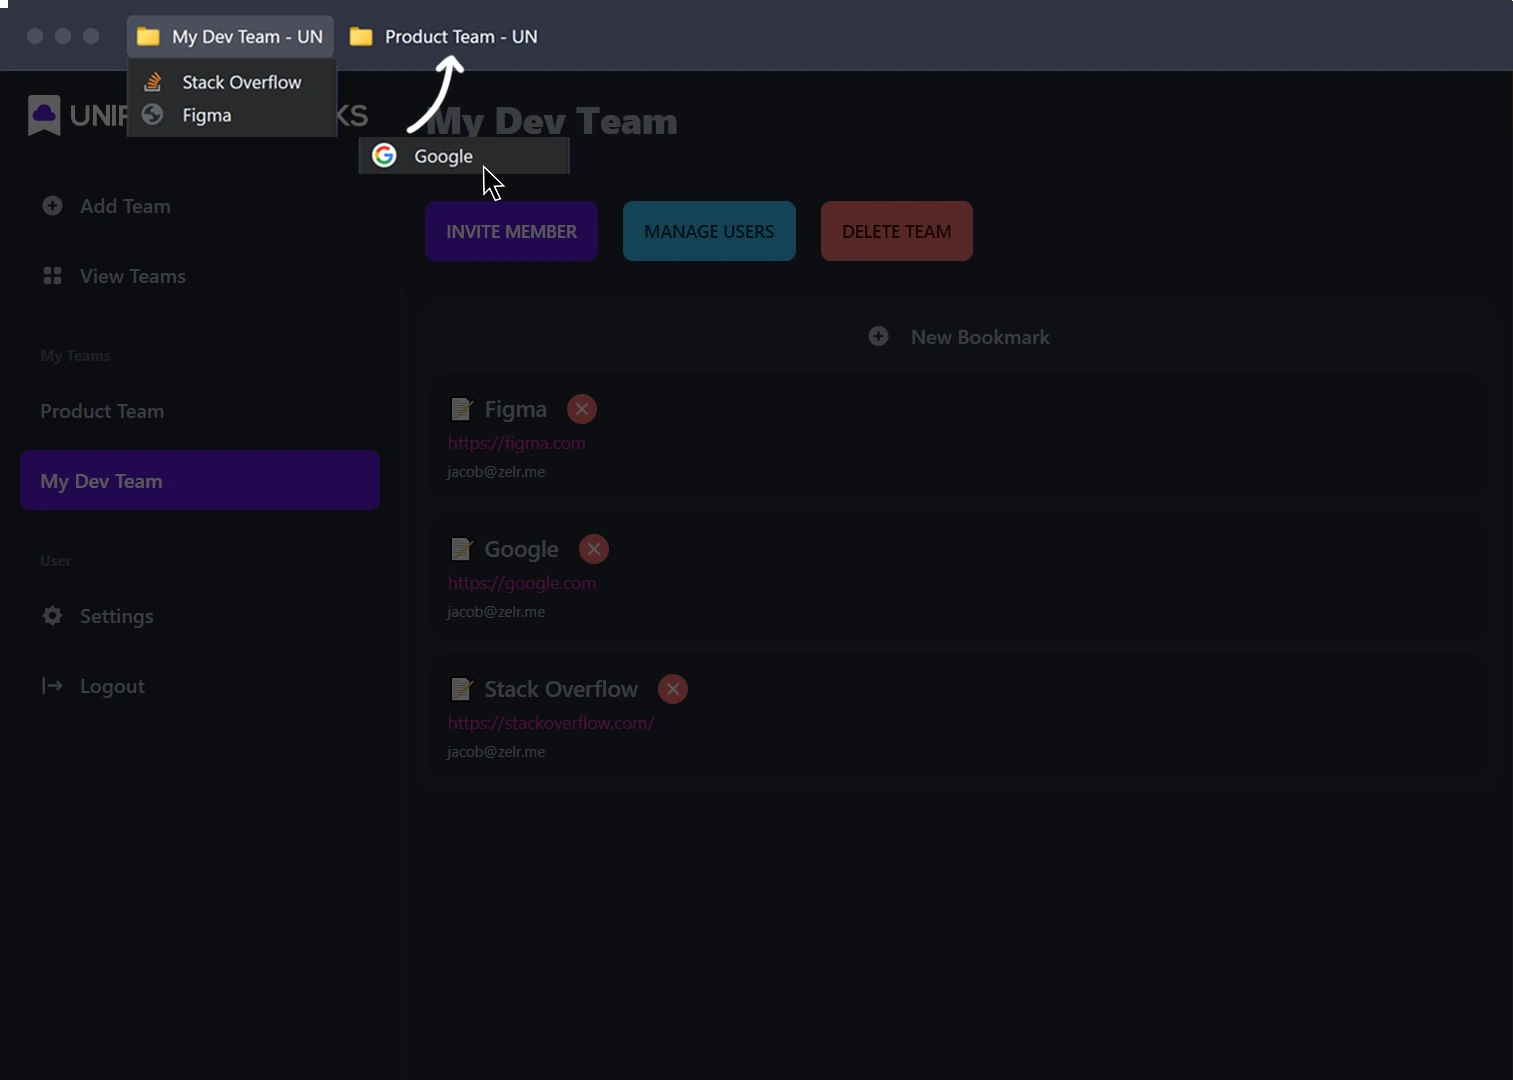 My Dev Team - UN
Product Team - UN
Stack Overflow
Figma
Google
My Dev Team
Add Team
View Teams
My Teams
Product Team
My Dev Team
User
Settings
Logout
INVITE MEMBER
MANAGE USERS
DELETE TEAM
New Bookmark
Figma
https://figma.com
jacob@zelr.me
Google
https://google.com
jacob@zelr.me
Stack Overflow
https://stackoverflow.com/
jacob@zelr.me